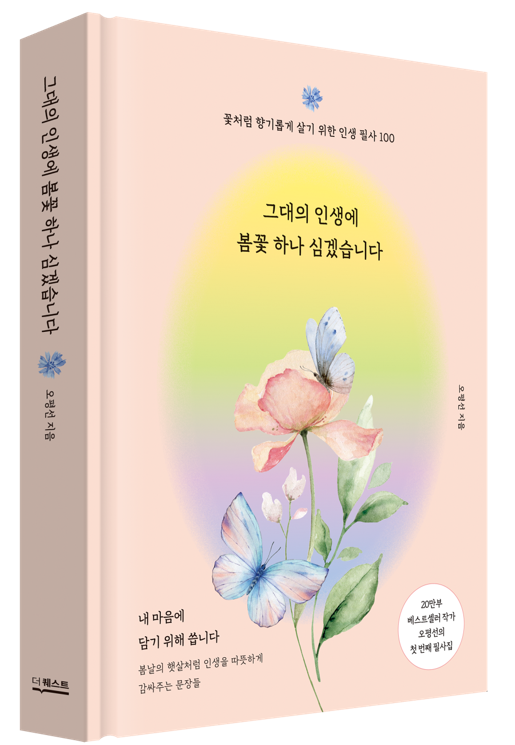 그대의 인생에 봄꽃 하나 심겠습니다
오평선 지음
더퀘스트
꽃처럼 향기롭게 살기 위한 인생 필사 100
그대의 인생에
봄꽃 하나 심겠습니다
오평선 지음
내 마음에
담기 위해 씁니다
봄날의 햇살처럼 인생을 따뜻하게
감싸주는 문장들
20만부
베스트셀러 작가
오평선의
첫 번째 필사집